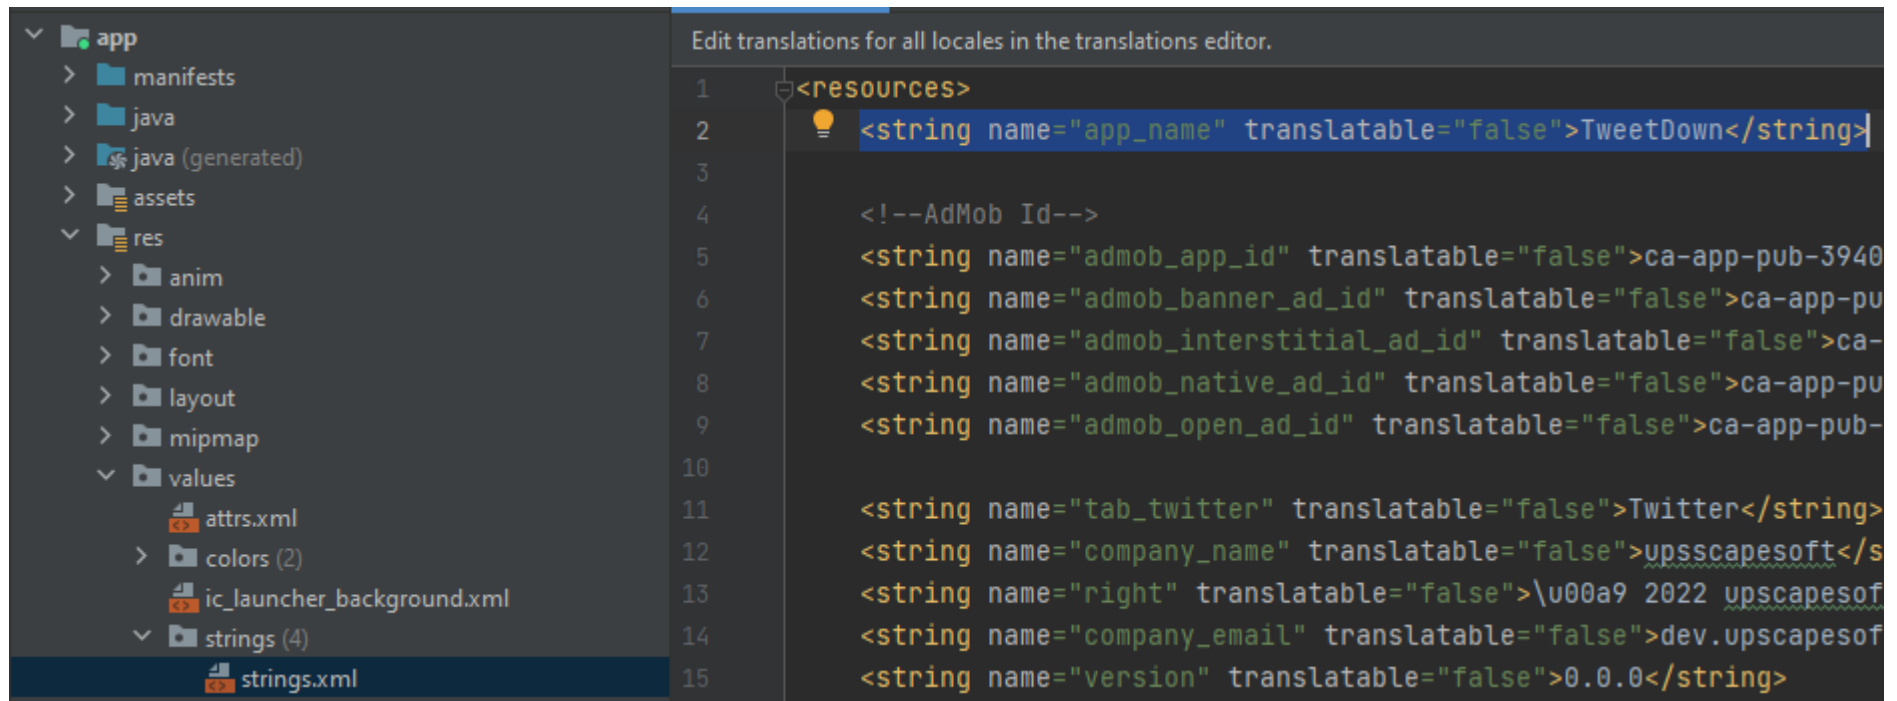 app
manifests
java
java (generated)
assets
res
anim
drawable
font
layout
mipmap
values
attrs.xml
colors (2)
ic_launcher_background.xml
strings (4)
strings.xml
Edit translations for all locales in the translations editor.
1 <resources>
2 <string name="app_name" translatable="false">TweetDown</string>
3
4 <!--AdMob Id-->
5 <string name="admob_app_id" translatable="false">ca-app-pub-3940
6 <string name="admob_banner_ad_id" translatable="false">ca-app-pu
7 <string name="admob_interstitial_ad_id" translatable="false">ca-
8 <string name="admob_native_ad_id" translatable="false">ca-app-pu
9 <string name="admob_open_ad_id" translatable="false">ca-app-pub-
10
11 <string name="tab_twitter" translatable="false">Twitter</string>
12 <string name="company_name" translatable="false">upsscapesoft</s
13 <string name="right" translatable="false">\u00a9 2022 upscapesof
14 <string name="company_email" translatable="false">dev.upscapesof
15 <string name="version" translatable="false">0.0.0</string>